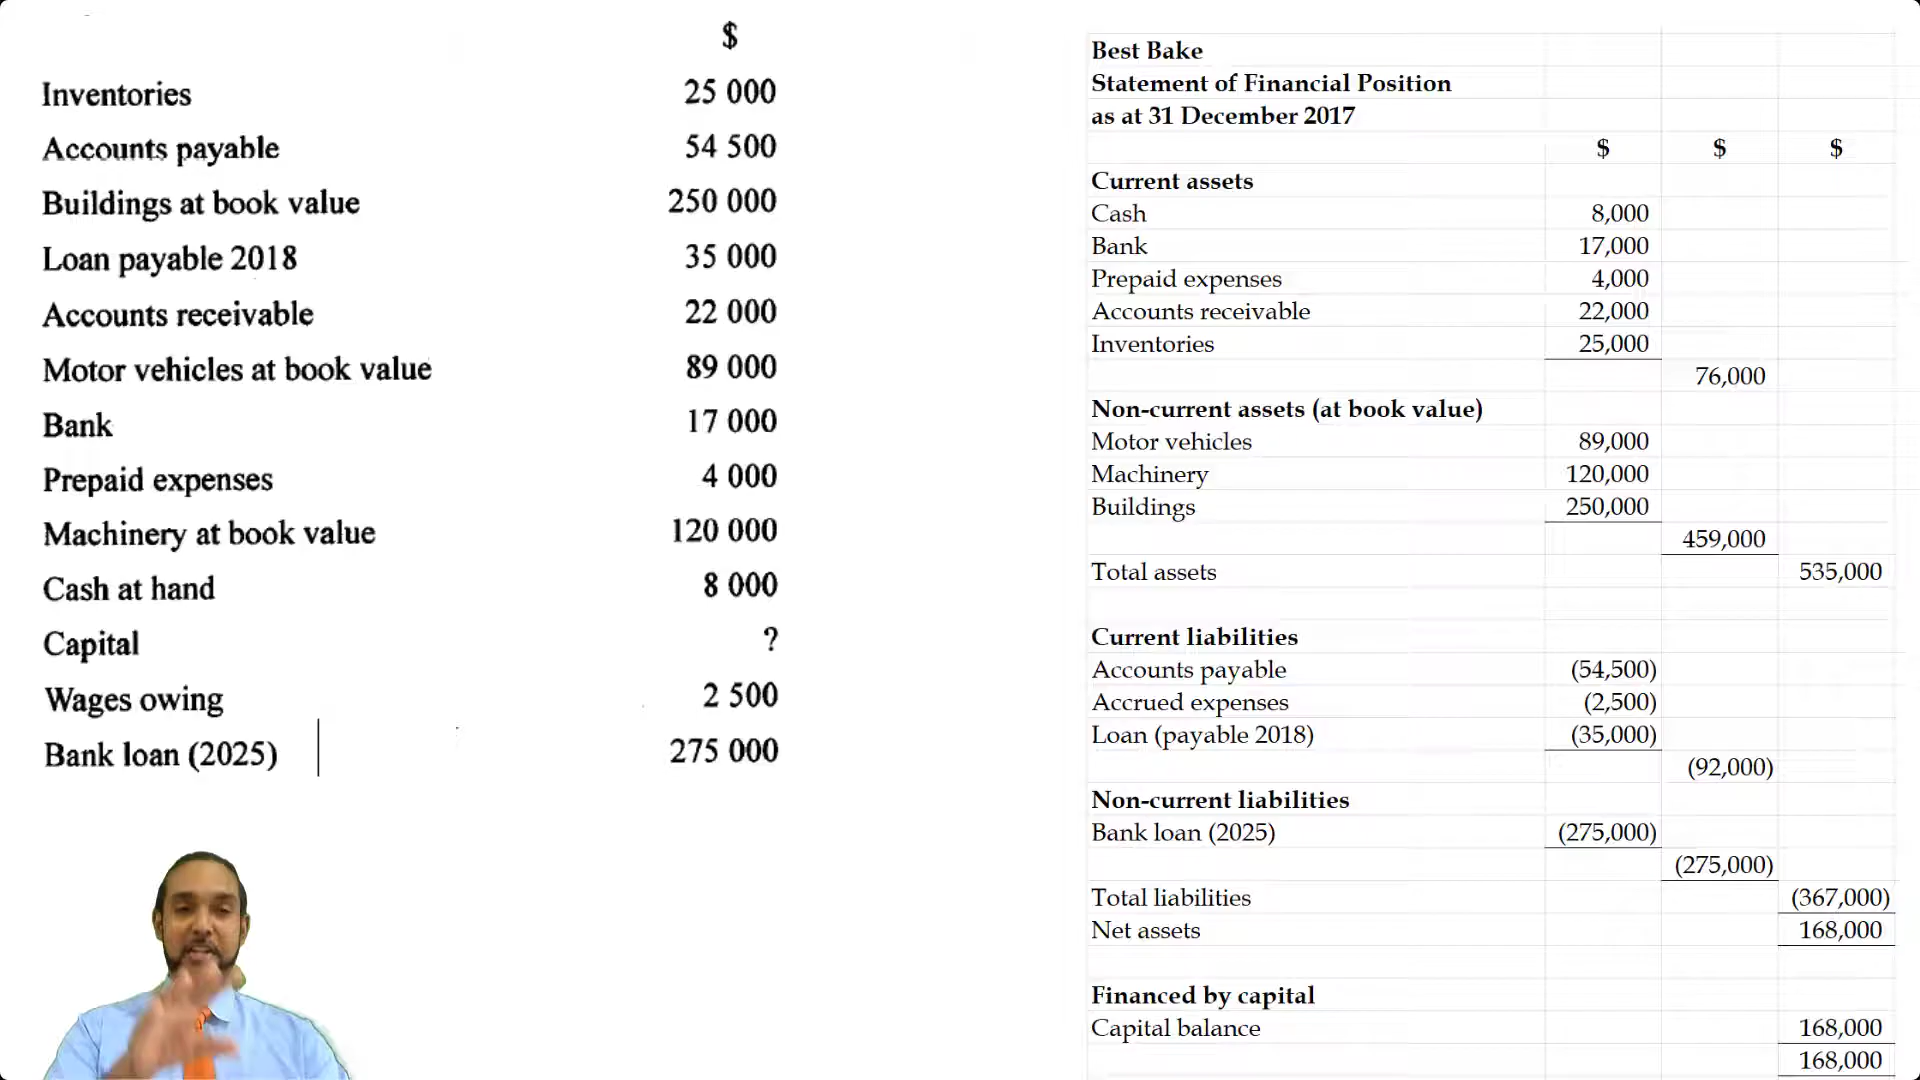 $
Inventories 25 000
Accounts payable 54 500
Buildings at book value 250 000
Loan payable 2018 35 000
Accounts receivable 22 000
Motor vehicles at book value 89 000
Bank 17 000
Prepaid expenses 4 000
Machinery at book value 120 000
Cash at hand 8 000
Capital ?
Wages owing 2 500
Bank loan (2025) 275 000
Best Bake
Statement of Financial Position
as at 31 December 2017
$ $ $
Current assets
Cash 8,000
Bank 17,000
Prepaid expenses 4,000
Accounts receivable 22,000
Inventories 25,000
76,000
Non-current assets (at book value)
Motor vehicles 89,000
Machinery 120,000
Buildings 250,000
459,000
Total assets 535,000
Current liabilities
Accounts payable (54,500)
Accrued expenses (2,500)
Loan (payable 2018) (35,000)
(92,000)
Non-current liabilities
Bank loan (2025) (275,000)
(275,000)
Total liabilities (367,000)
Net assets 168,000
Financed by capital
Capital balance 168,000
168,000